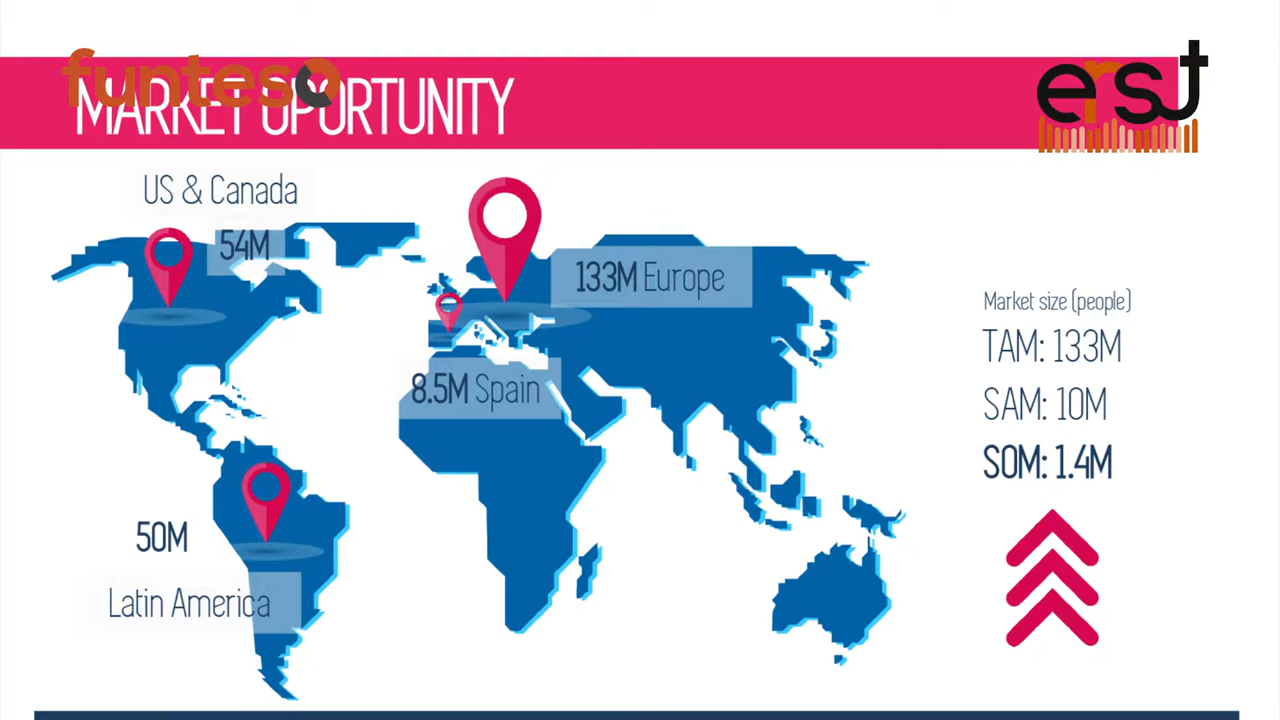 funteso
MARKET OPORTUNITY
ersjt
US & Canada
54M
133M Europe
8.5M Spain
50M
Latin America
Market size (people)
TAM: 133M
SAM: 10M
SOM: 1.4M